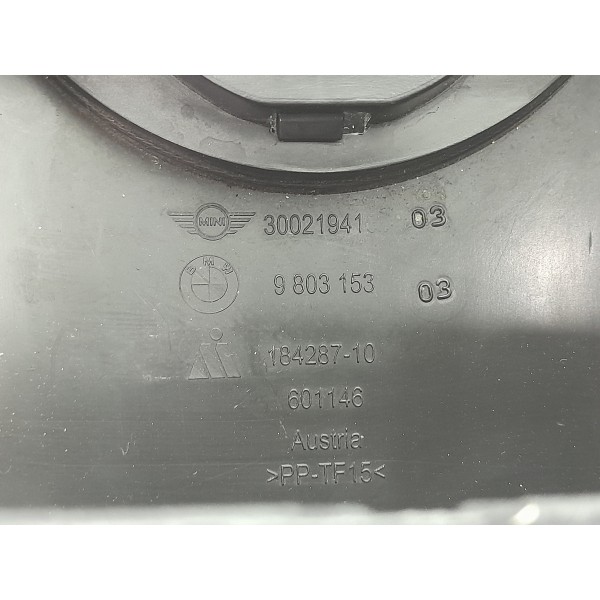 MINI 30021941 03
BMW 9 803 153 03
184287-10
601146
Austria
>PP-TF15<